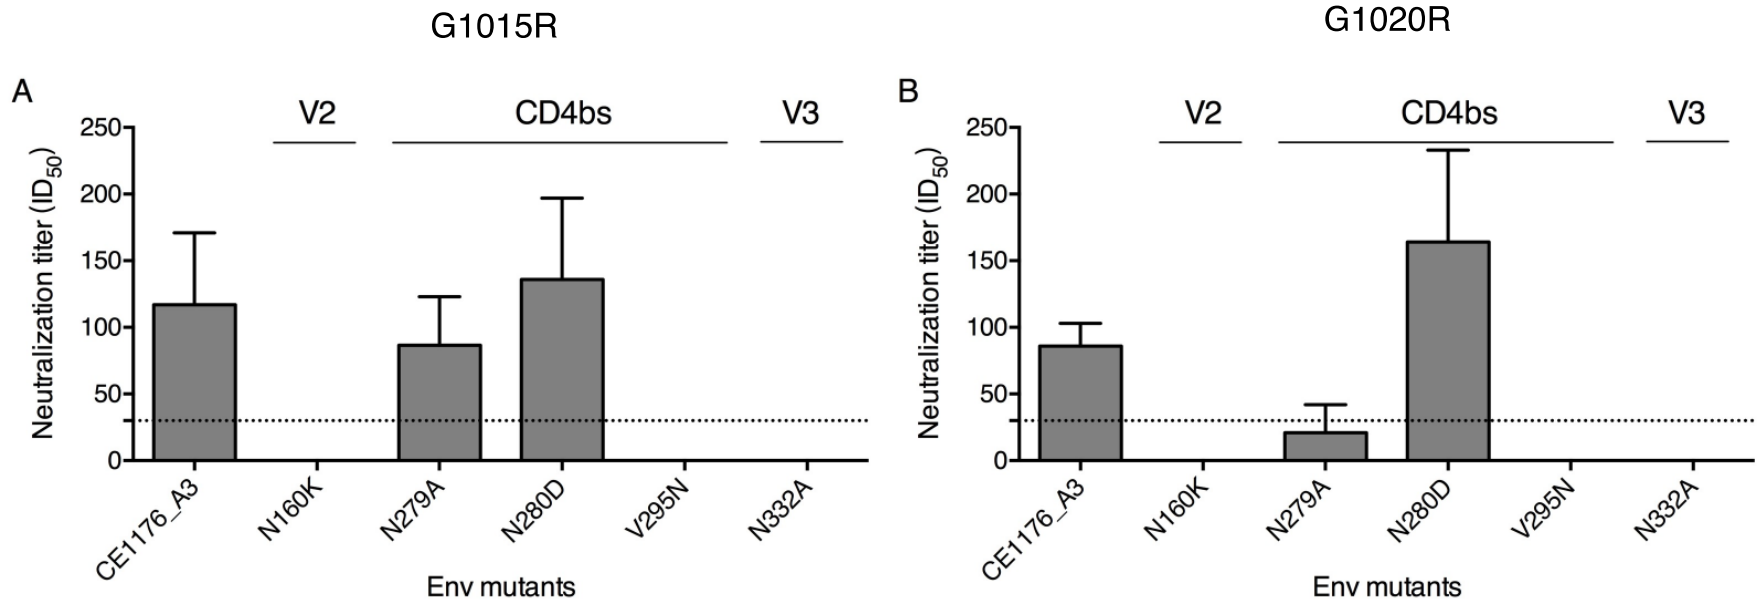 G1015R
G1020R
A
V2
CD4bs
V3
Neutralization titer (ID50)
250
200
150
100
50
0
CE1176_A3
N160K
N279A
N280D
V295N
N332A
Env mutants
B
V2
CD4bs
V3
Neutralization titer (ID50)
250
200
150
100
50
0
CE1176_A3
N160K
N279A
N280D
V295N
N332A
Env mutants